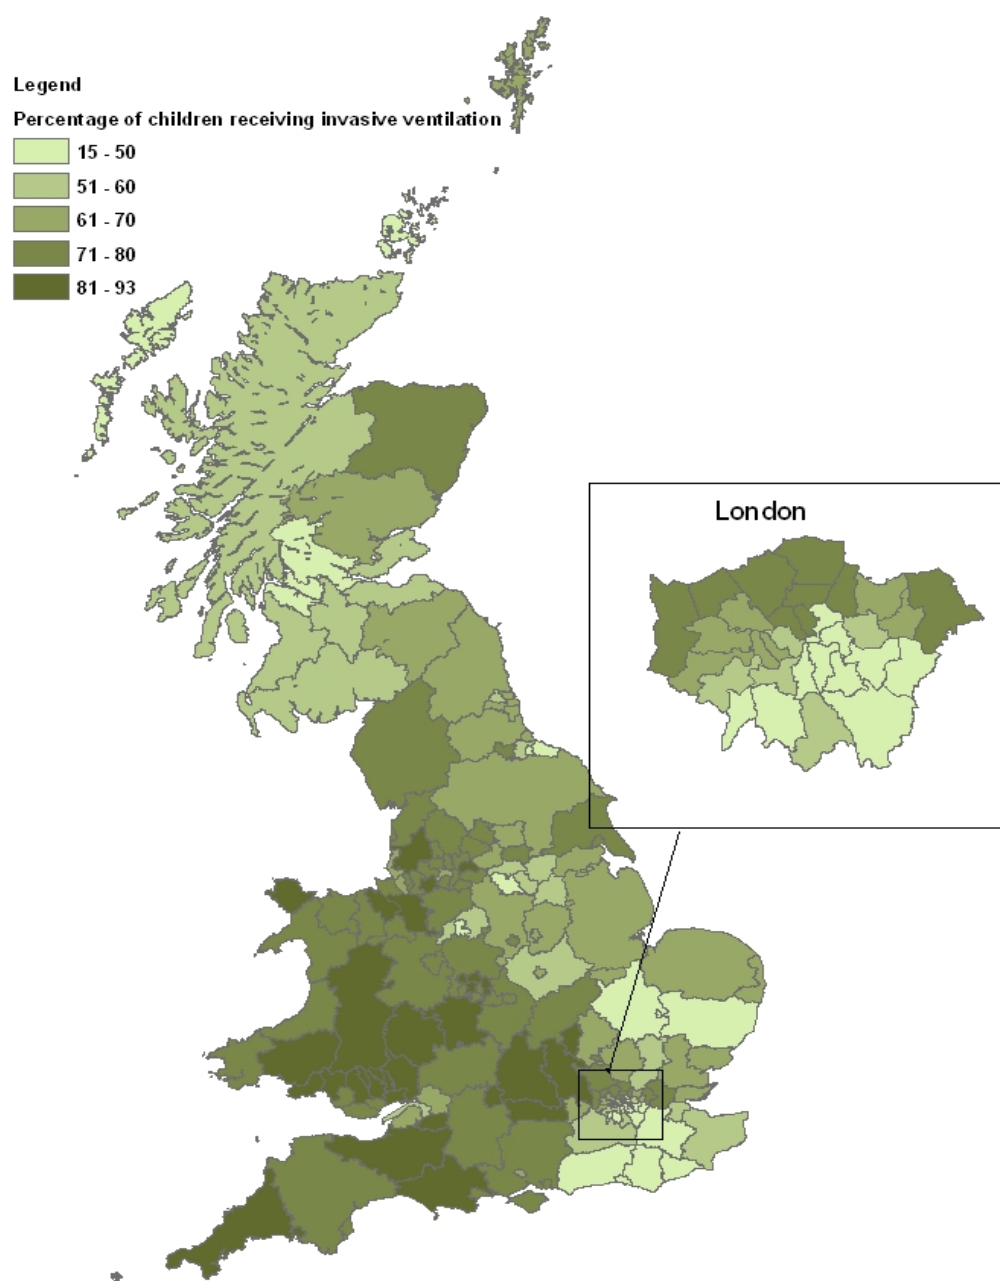 Legend
Percentage of children receiving invasive ventilation
15 - 50
51 - 60
61 - 70
71 - 80
81 - 93
London